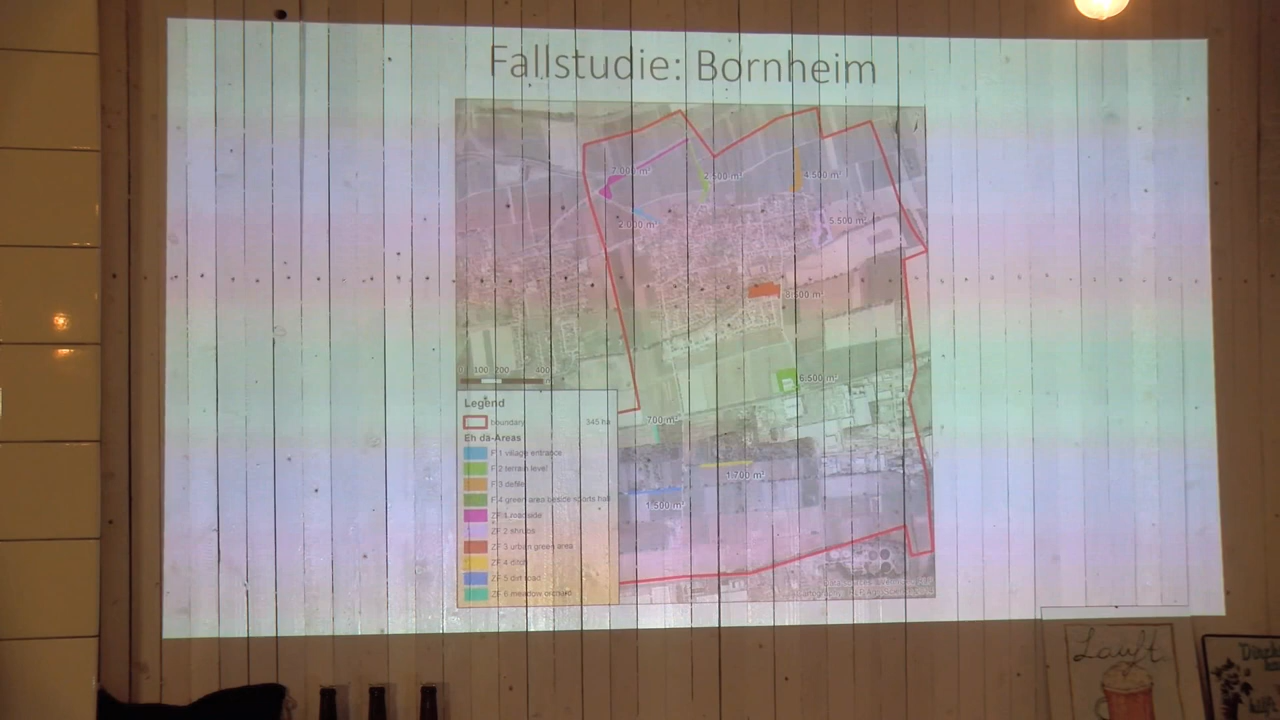 Fallstudie: Bornheim
7.000 m²
2.500 m²
4.500 m²
2.000 m²
5.500 m²
8.500 m²
6.500 m²
700 m²
1.700 m²
1.500 m²
0 100 200 400
Legend
boundary 345 ha
Eh da-Areas
F 1 village entrance
F 2 terrain level
F 3 defile
F 4 green area beside sports hall
ZF 1 roadside
ZF 2 shrubs
ZF 3 urban green area
ZF 4 ditch
ZF 5 dirt road
ZF 6 meadow orchard
Lauft